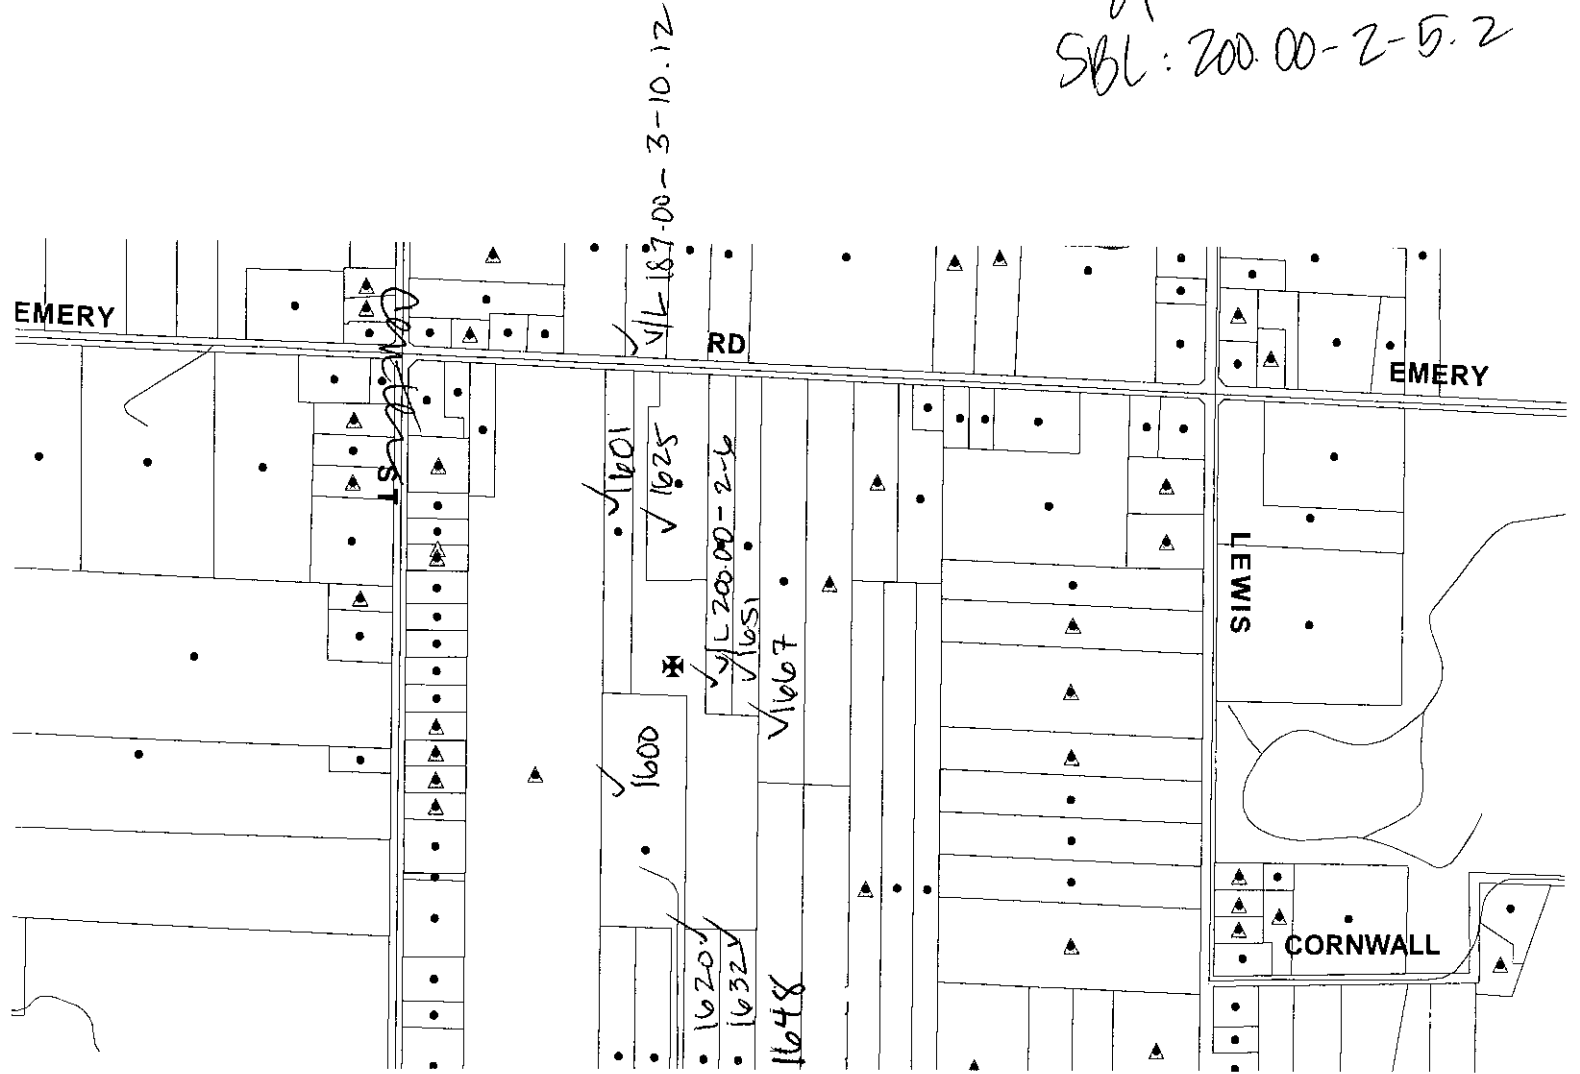 SBL: 200.00-2-5.2
V/L 187.00-3-10.12
EMERY
RD
EMERY
ST
LEWIS
CORNWALL
✓1601
✓1625
✓V/L 200.00-2-6
✓1651
✓1667
✓1600
1620✓
1632✓
1648